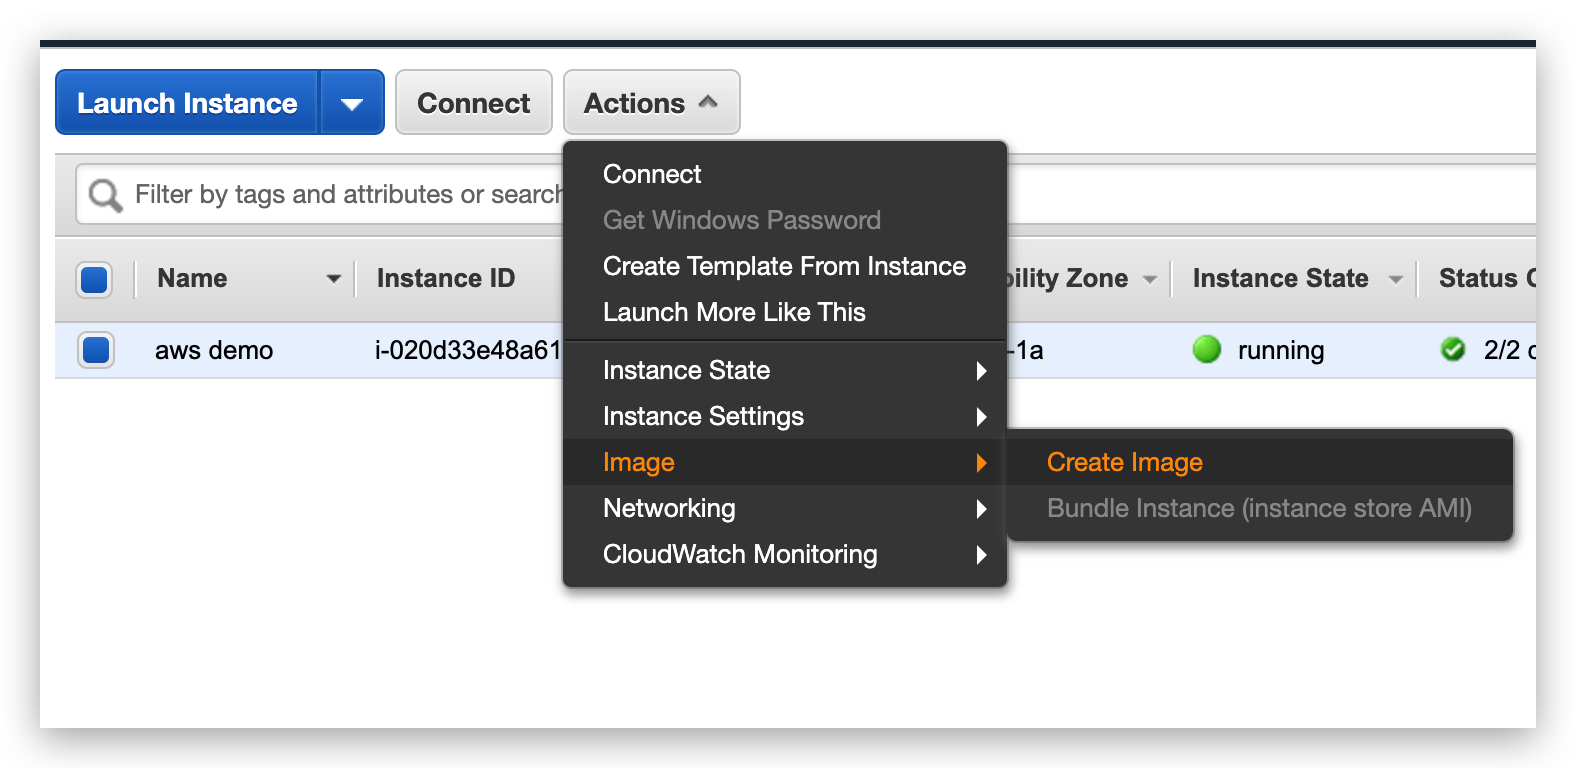 Launch Instance
Connect
Actions
Filter by tags and attributes or search
Name
Instance ID
bility Zone
Instance State
Status C
aws demo
i-020d33e48a61
-1a
running
2/2 c
Connect
Get Windows Password
Create Template From Instance
Launch More Like This
Instance State
Instance Settings
Image
Networking
CloudWatch Monitoring
Create Image
Bundle Instance (instance store AMI)